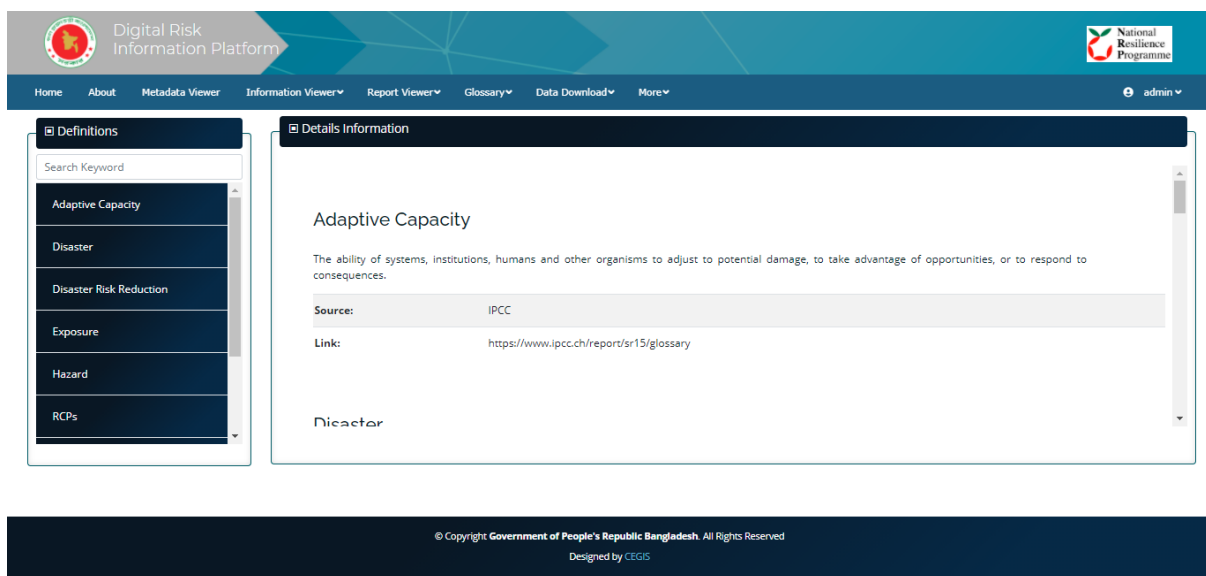 Digital Risk
Information Platform
National
Resilience
Programme
Home About Metadata Viewer Information Viewer Report Viewer Glossary Data Download More admin
Definitions
Search Keyword
Adaptive Capacity
Disaster
Disaster Risk Reduction
Exposure
Hazard
RCPs
Details Information
Adaptive Capacity
The ability of systems, institutions, humans and other organisms to adjust to potential damage, to take advantage of opportunities, or to respond to
consequences.
Source: IPCC
Link: https://www.ipcc.ch/report/sr15/glossary
Disaster
© Copyright Government of People's Republic Bangladesh. All Rights Reserved
Designed by CEGIS